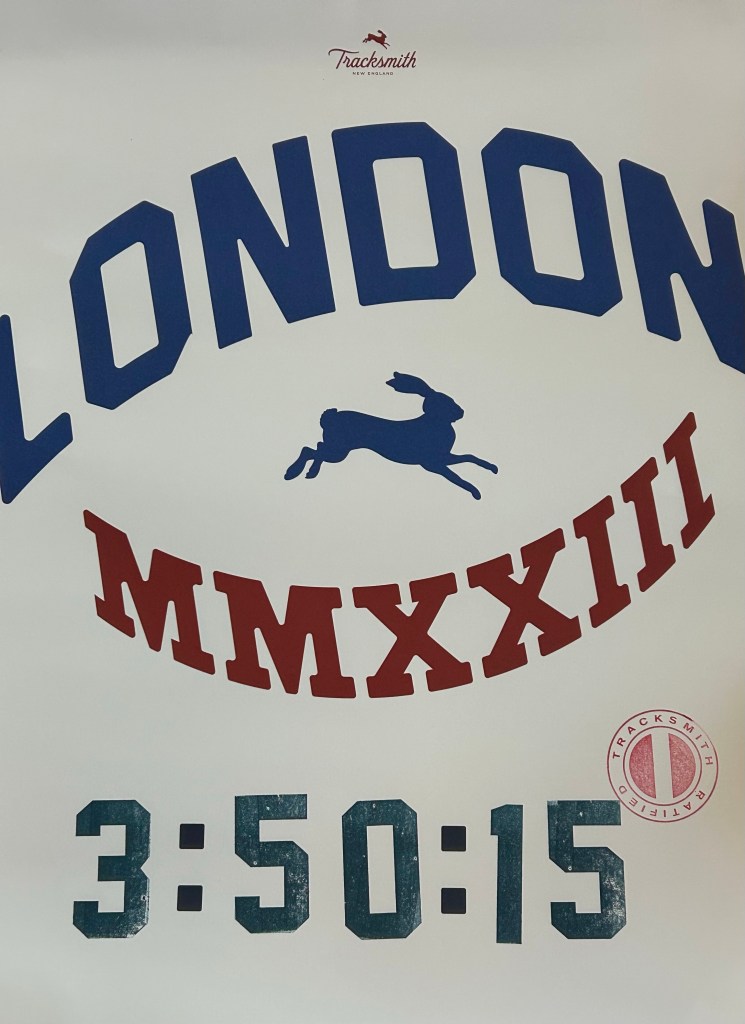 Tracksmith
NEW ENGLAND
LONDON
MMXXIII
TRACKSMITH
RATIFIED
3:50:15